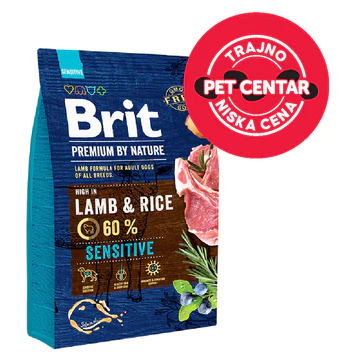 TRAJNO
PET CENTAR
NISKA CENA
SENSITIVE
Brit
PREMIUM BY NATURE
LAMB FORMULA FOR ADULT DOGS
OF ALL BREEDS.
HIGH IN
LAMB & RICE
60 %
SENSITIVE